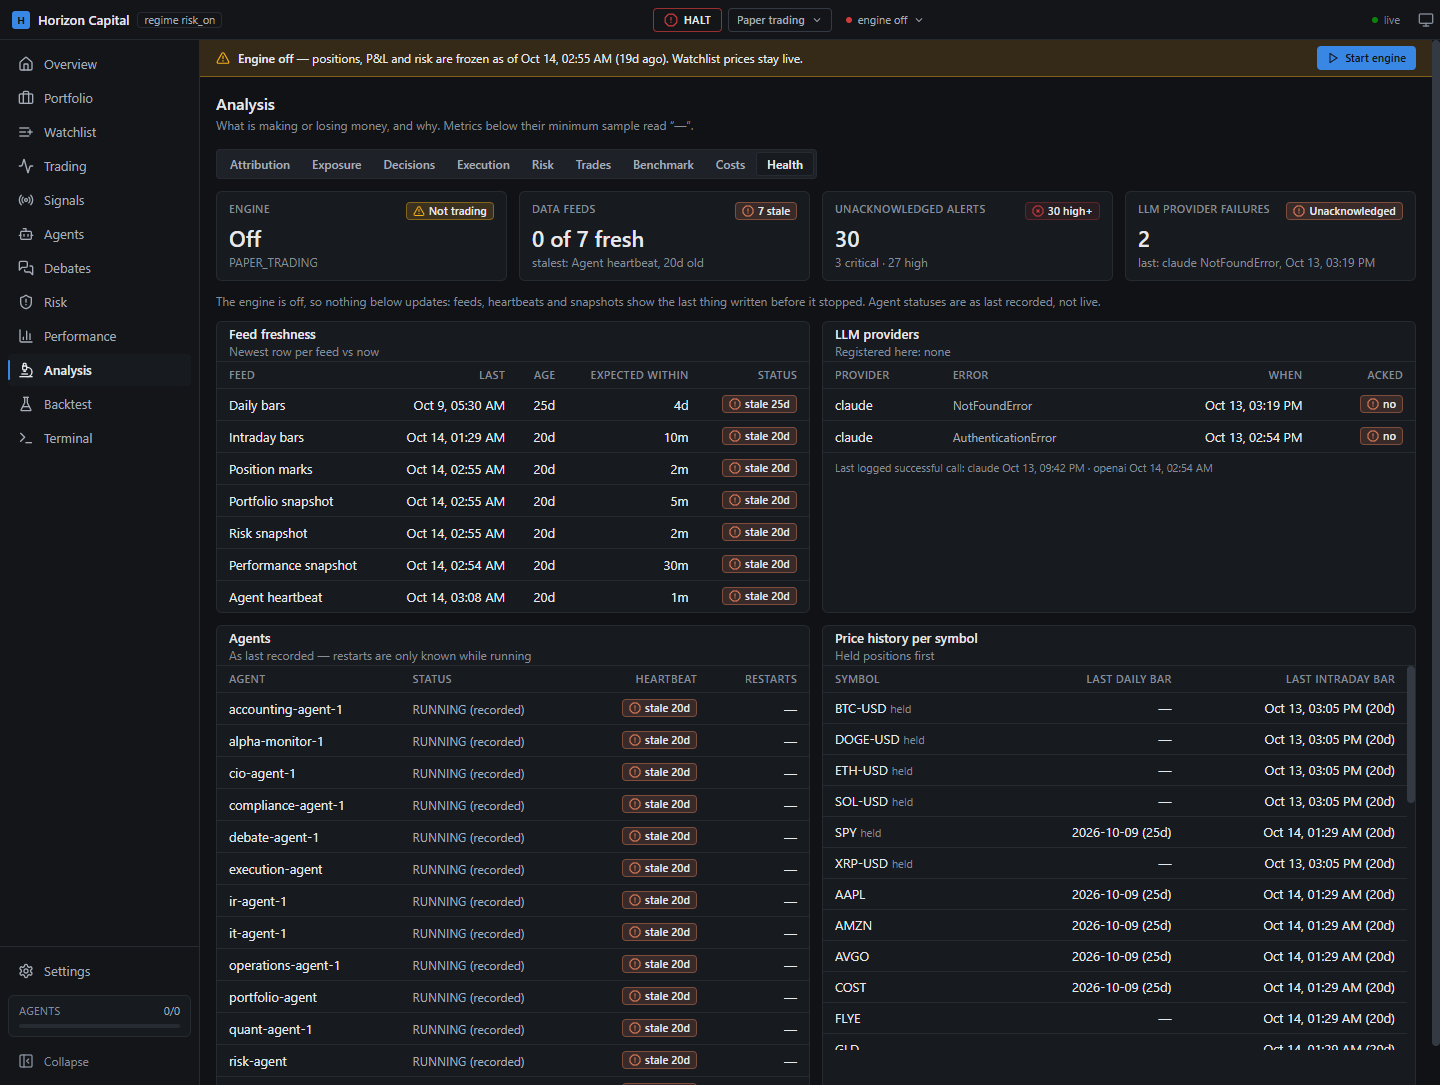 H Horizon Capital regime risk_on HALT Paper trading engine off live
Engine off — positions, P&L and risk are frozen as of Oct 14, 02:55 AM (19d ago). Watchlist prices stay live. Start engine
Overview
Portfolio
Watchlist
Trading
Signals
Agents
Debates
Risk
Performance
Analysis
Backtest
Terminal
Settings
AGENTS 0/0
Collapse
Analysis
What is making or losing money, and why. Metrics below their minimum sample read “—”.
Attribution Exposure Decisions Execution Risk Trades Benchmark Costs Health
ENGINE Not trading
Off
PAPER_TRADING
DATA FEEDS 7 stale
0 of 7 fresh
stalest: Agent heartbeat, 20d old
UNACKNOWLEDGED ALERTS 30 high+
30
3 critical · 27 high
LLM PROVIDER FAILURES Unacknowledged
2
last: claude NotFoundError, Oct 13, 03:19 PM
The engine is off, so nothing below updates: feeds, heartbeats and snapshots show the last thing written before it stopped. Agent statuses are as last recorded, not live.
Feed freshness
Newest row per feed vs now
FEED LAST AGE EXPECTED WITHIN STATUS
Daily bars Oct 9, 05:30 AM 25d 4d stale 25d
Intraday bars Oct 14, 01:29 AM 20d 10m stale 20d
Position marks Oct 14, 02:55 AM 20d 2m stale 20d
Portfolio snapshot Oct 14, 02:55 AM 20d 5m stale 20d
Risk snapshot Oct 14, 02:55 AM 20d 2m stale 20d
Performance snapshot Oct 14, 02:54 AM 20d 30m stale 20d
Agent heartbeat Oct 14, 03:08 AM 20d 1m stale 20d
LLM providers
Registered here: none
PROVIDER ERROR WHEN ACKED
claude NotFoundError Oct 13, 03:19 PM no
claude AuthenticationError Oct 13, 02:54 PM no
Last logged successful call: claude Oct 13, 09:42 PM · openai Oct 14, 02:54 AM
Agents
As last recorded — restarts are only known while running
AGENT STATUS HEARTBEAT RESTARTS
accounting-agent-1 RUNNING (recorded) stale 20d —
alpha-monitor-1 RUNNING (recorded) stale 20d —
cio-agent-1 RUNNING (recorded) stale 20d —
compliance-agent-1 RUNNING (recorded) stale 20d —
debate-agent-1 RUNNING (recorded) stale 20d —
execution-agent RUNNING (recorded) stale 20d —
ir-agent-1 RUNNING (recorded) stale 20d —
it-agent-1 RUNNING (recorded) stale 20d —
operations-agent-1 RUNNING (recorded) stale 20d —
portfolio-agent RUNNING (recorded) stale 20d —
quant-agent-1 RUNNING (recorded) stale 20d —
risk-agent RUNNING (recorded) stale 20d —
Price history per symbol
Held positions first
SYMBOL LAST DAILY BAR LAST INTRADAY BAR
BTC-USD held — Oct 13, 03:05 PM (20d)
DOGE-USD held — Oct 13, 03:05 PM (20d)
ETH-USD held — Oct 13, 03:05 PM (20d)
SOL-USD held — Oct 13, 03:05 PM (20d)
SPY held 2026-10-09 (25d) Oct 14, 01:29 AM (20d)
XRP-USD held — Oct 13, 03:05 PM (20d)
AAPL 2026-10-09 (25d) Oct 14, 01:29 AM (20d)
AMZN 2026-10-09 (25d) Oct 14, 01:29 AM (20d)
AVGO 2026-10-09 (25d) Oct 14, 01:29 AM (20d)
COST 2026-10-09 (25d) Oct 14, 01:29 AM (20d)
FLYE — Oct 14, 01:29 AM (20d)
GLD Oct 14, 01:29 AM (20d)